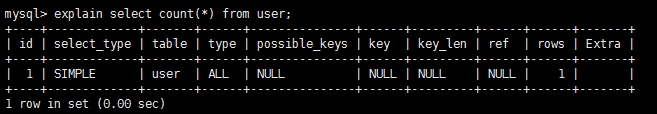 mysql> explain select count(*) from user;
+----+-------------+-------+------+---------------+------+---------+------+------+-------+
| id | select_type | table | type | possible_keys | key | key_len | ref | rows | Extra |
+----+-------------+-------+------+---------------+------+---------+------+------+-------+
| 1 | SIMPLE | user | ALL | NULL | NULL | NULL | NULL | 1 | |
+----+-------------+-------+------+---------------+------+---------+------+------+-------+
1 row in set (0.00 sec)